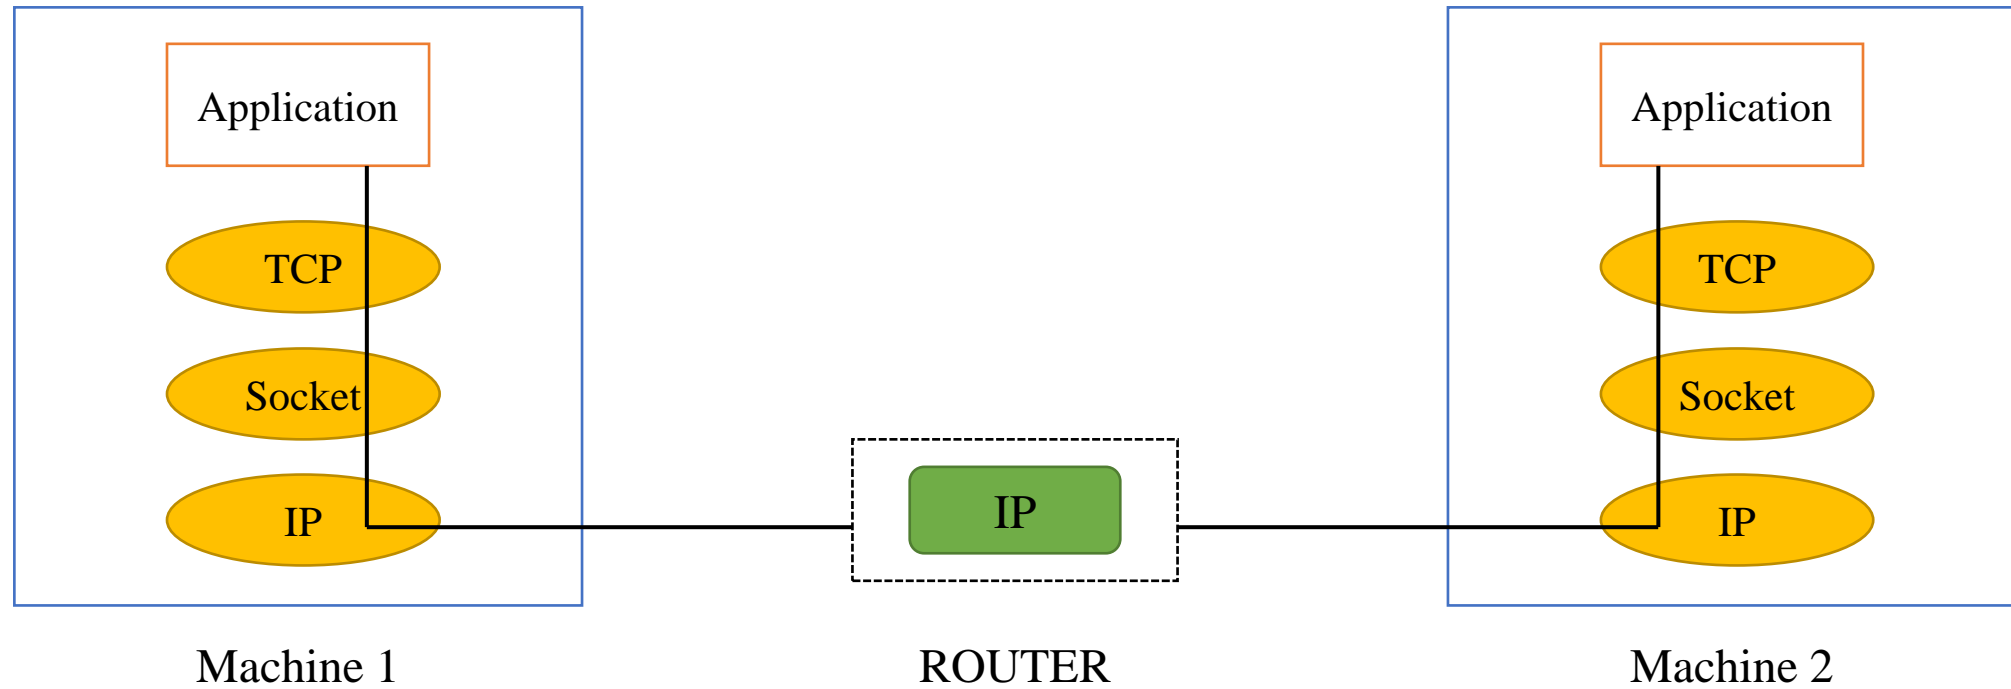 Application
TCP
Socket
IP
Machine 1
IP
ROUTER
Application
TCP
Socket
IP
Machine 2